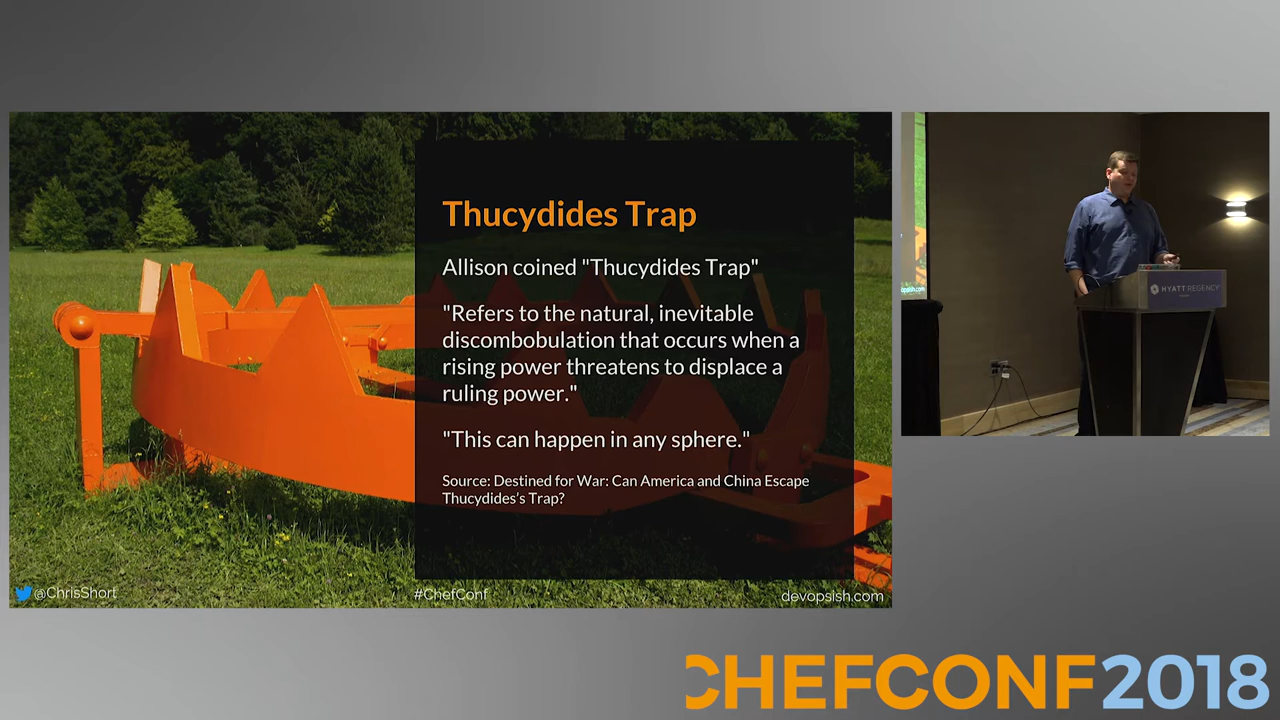 Thucydides Trap
Allison coined "Thucydides Trap"
"Refers to the natural, inevitable
discombobulation that occurs when a
rising power threatens to displace a
ruling power."
"This can happen in any sphere."
Source: Destined for War: Can America and China Escape
Thucydides's Trap?
@ChrisShort
#ChefConf
devopsish.com
HYATT REGENCY
CHEFCONF2018